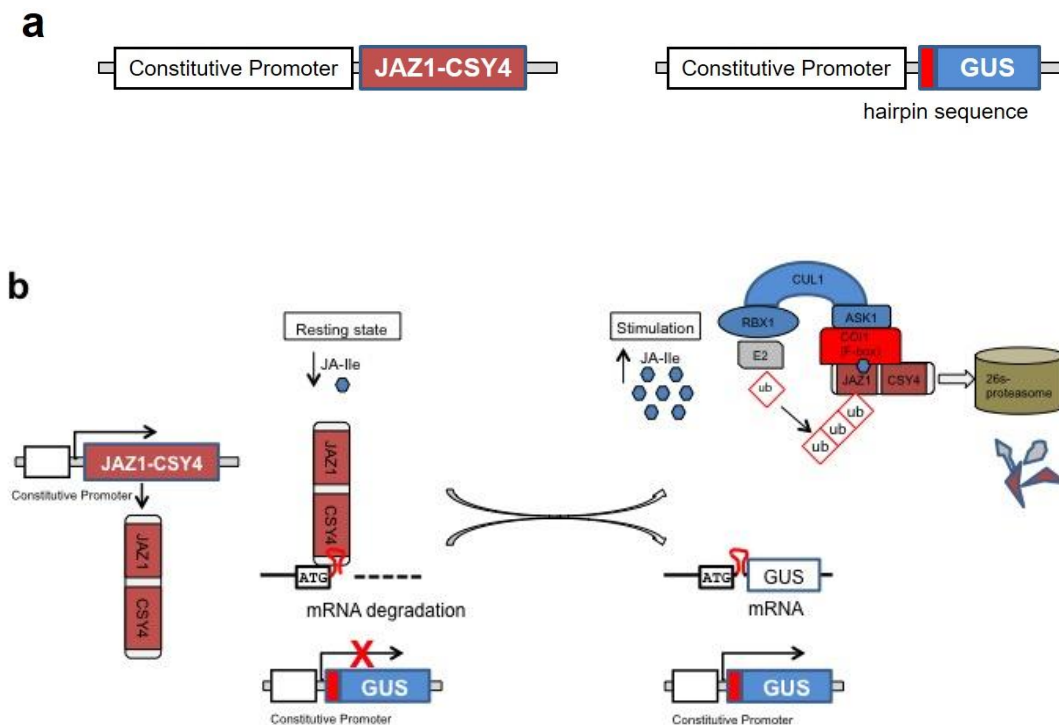 a
Constitutive Promoter JAZ1-CSY4
Constitutive Promoter GUS
hairpin sequence
b
Resting state
JA-Ile
JAZ1-CSY4
Constitutive Promoter
JAZ1
CSY4
JAZ1
CSY4
ATG
mRNA degradation
X
GUS
Constitutive Promoter
Stimulation
JA-Ile
CUL1
RBX1
ASK1
E2
COI1
(F-box)
JAZ1 CSY4
26s-
proteasome
ub
ub
ub
ub
ATG GUS
mRNA
GUS
Constitutive Promoter